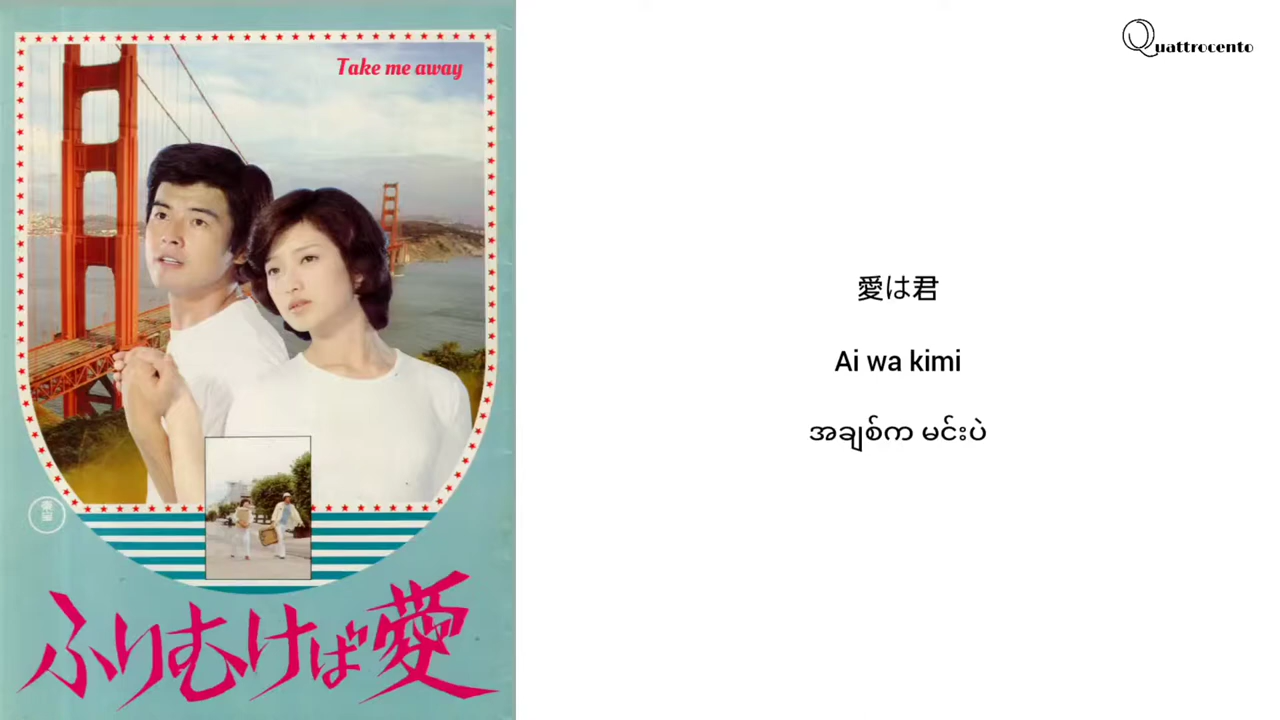 Take me away
ふりむけば愛
Quattrocento
愛は君
Ai wa kimi
အချစ်က မင်းပဲ